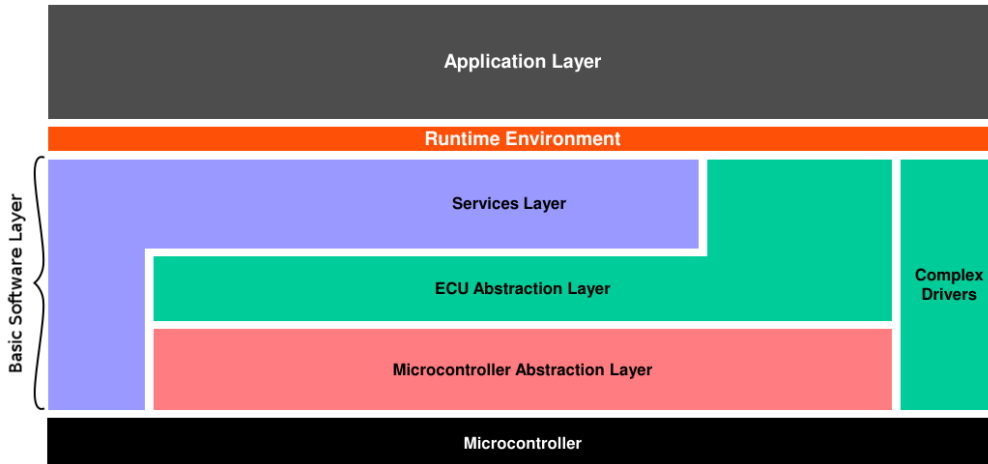 Application Layer
Runtime Environment
Basic Software Layer
Services Layer
ECU Abstraction Layer
Complex
Drivers
Microcontroller Abstraction Layer
Microcontroller